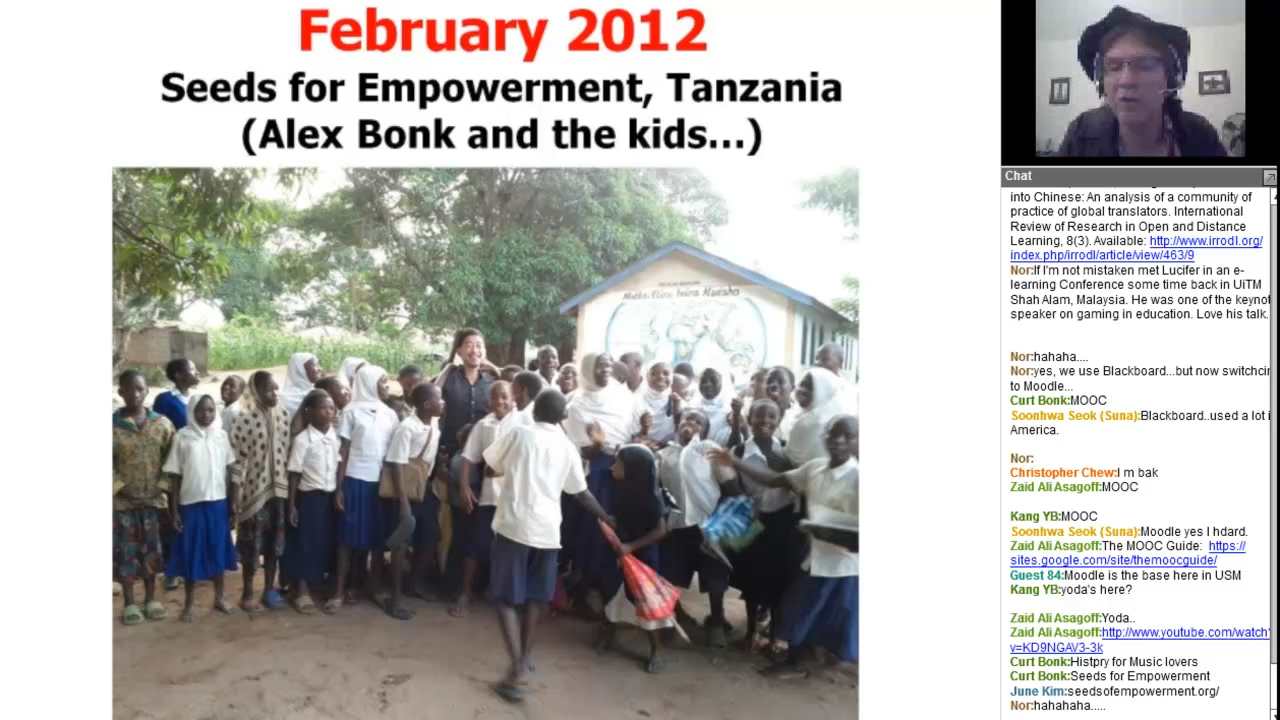 February 2012
Seeds for Empowerment, Tanzania
(Alex Bonk and the kids...)
Chat
into Chinese: An analysis of a community of
practice of global translators. International
Review of Research in Open and Distance
Learning, 8(3). Available: http://www.irrodl.org/
index.php/irrodl/article/view/463/9
Nor:If I'm not mistaken met Lucifer in an e-
learning Conference some time back in UiTM
Shah Alam, Malaysia. He was one of the keynot
speaker on gaming in education. Love his talk.
Nor:hahaha....
Nor:yes, we use Blackboard...but now switchin
to Moodle...
Curt Bonk:MOOC
Soonhwa Seok (Suna):Blackboard..used a lot i
America.
Nor:
Christopher Chew:I m bak
Zaid Ali Asagoff:MOOC
Kang YB:MOOC
Soonhwa Seok (Suna):Moodle yes I hdard.
Zaid Ali Asagoff:The MOOC Guide: https://
sites.google.com/site/themoocguide/
Guest 84:Moodle is the base here in USM
Kang YB:yoda's here?
Zaid Ali Asagoff:Yoda..
Zaid Ali Asagoff:http://www.youtube.com/watch?
v=KD9NGAV3-3k
Curt Bonk:Histpry for Music lovers
Curt Bonk:Seeds for Empowerment
June Kim:seedsofempowerment.org/
Nor:hahahaha.....